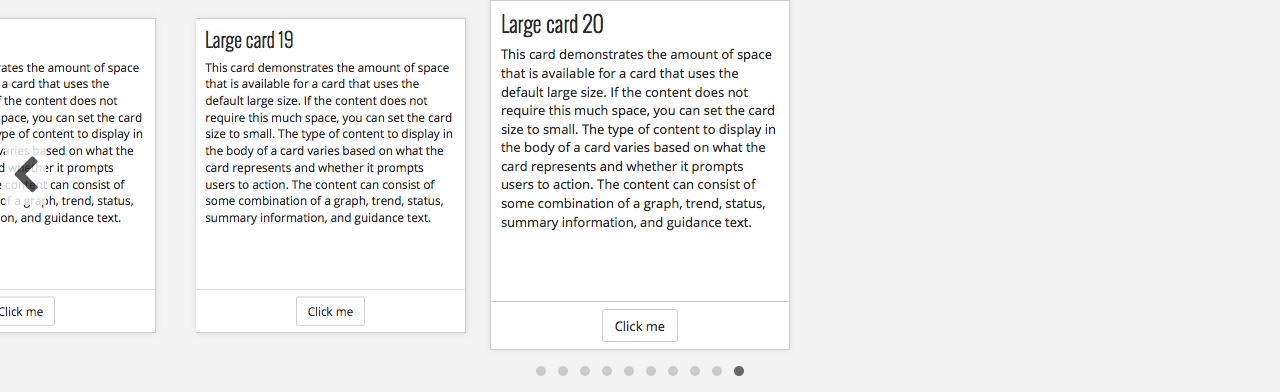 ates the amount of space
a card that uses the
f the content does not
pace, you can set the card
ype of content to display in
varies based on what the
d whether it prompts
e content can consist of
of a graph, trend, status,
on, and guidance text.
Click me
Large card 19
This card demonstrates the amount of space
that is available for a card that uses the
default large size. If the content does not
require this much space, you can set the card
size to small. The type of content to display in
the body of a card varies based on what the
card represents and whether it prompts
users to action. The content can consist of
some combination of a graph, trend, status,
summary information, and guidance text.
Click me
Large card 20
This card demonstrates the amount of space
that is available for a card that uses the
default large size. If the content does not
require this much space, you can set the card
size to small. The type of content to display in
the body of a card varies based on what the
card represents and whether it prompts
users to action. The content can consist of
some combination of a graph, trend, status,
summary information, and guidance text.
Click me